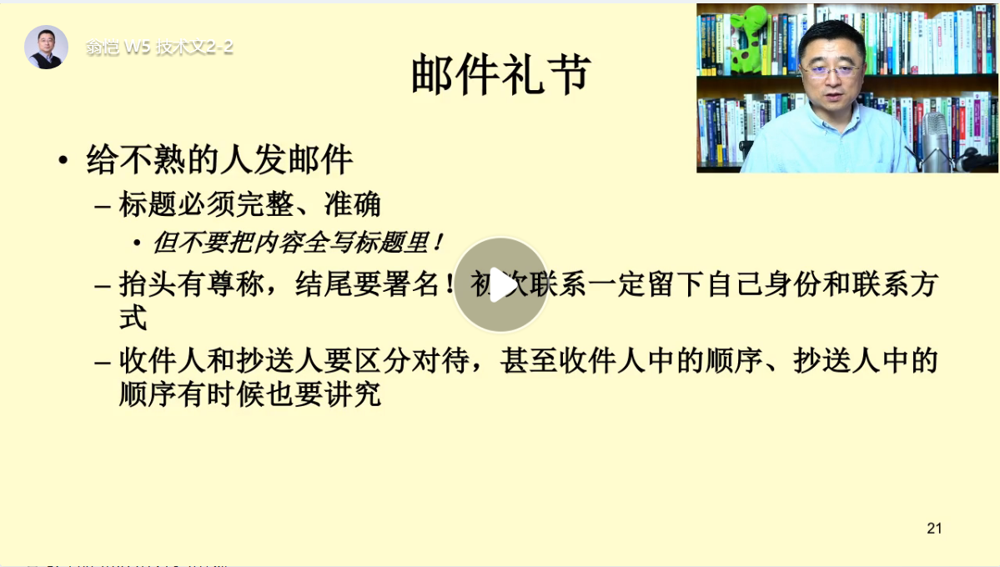 翁恺 W5 技术文2-2
邮件礼节
• 给不熟的人发邮件
– 标题必须完整、准确
• 但不要把内容全写标题里！
– 抬头有尊称，结尾要署名！初次联系一定留下自己身份和联系方
式
– 收件人和抄送人要区分对待，甚至收件人中的顺序、抄送人中的
顺序有时候也要讲究
21